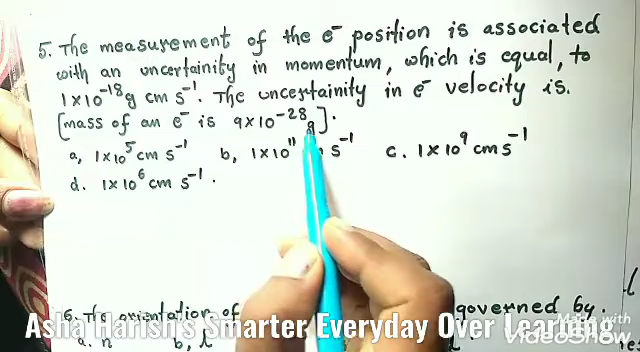 5. The measurement of the e⁻ position is associated
with an uncertainity in momentum, which is equal, to
1×10⁻¹⁸g cm s⁻¹. The uncertainity in e⁻ velocity is.
[mass of an e⁻ is 9×10⁻²⁸g].
a, 1×10⁵cm s⁻¹ b, 1×10¹¹ s⁻¹ c. 1×10⁹ cm s⁻¹
d. 1×10⁶ cm s⁻¹.
6. The orientation of governed by.
Asha Harish's Smarter Everyday Over Learning
a. n b, l
Made with
VivaVideo